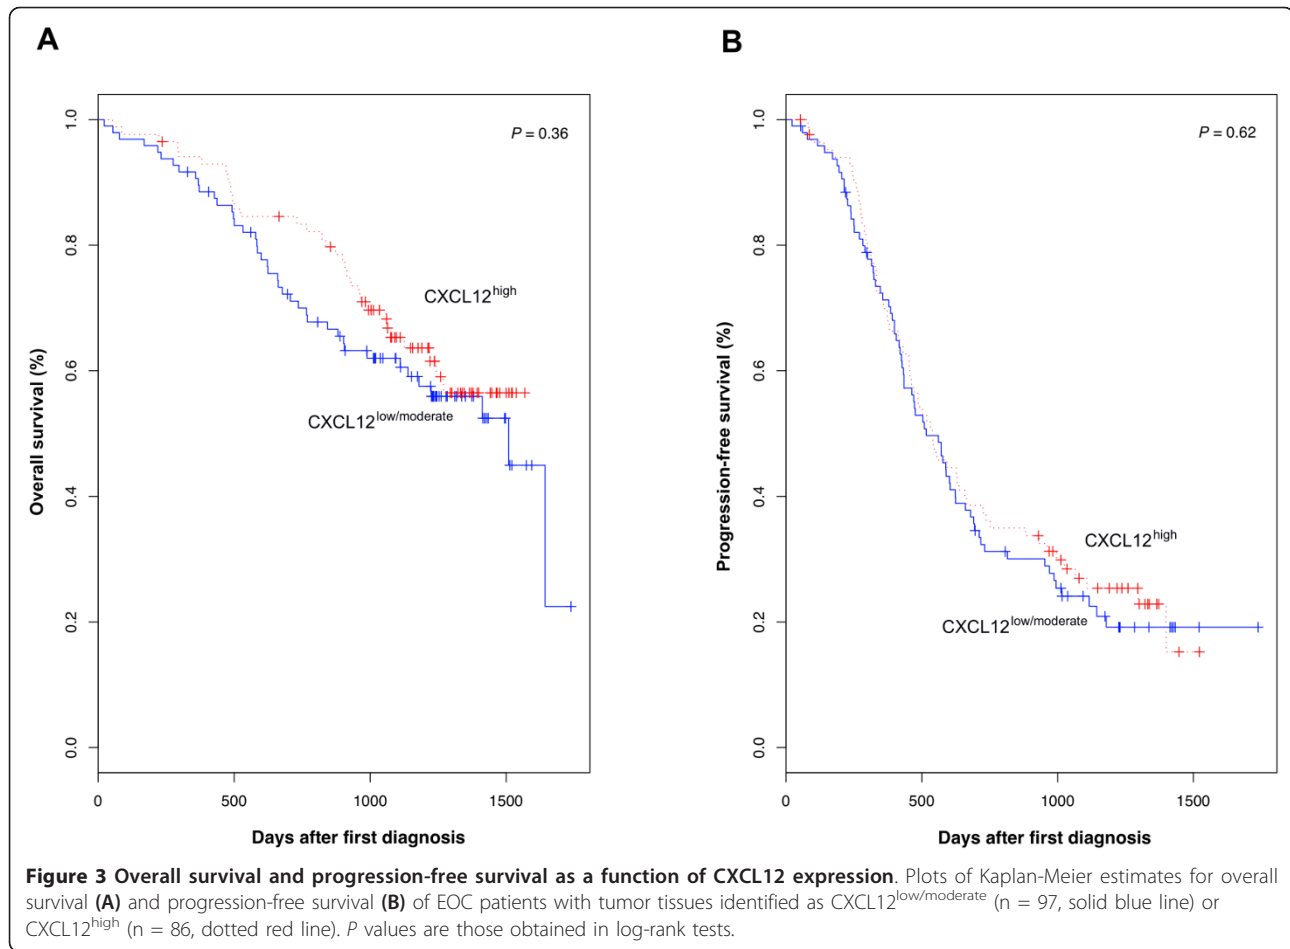 A
P = 0.36
1.0
0.8
0.6
0.4
0.2
0.0
Overall survival (%)
CXCL12high
CXCL12low/moderate
0 500 1000 1500
Days after first diagnosis
B
P = 0.62
1.0
0.8
0.6
0.4
0.2
0.0
Progression-free survival (%)
CXCL12high
CXCL12low/moderate
0 500 1000 1500
Days after first diagnosis
Figure 3 Overall survival and progression-free survival as a function of CXCL12 expression. Plots of Kaplan-Meier estimates for overall
survival (A) and progression-free survival (B) of EOC patients with tumor tissues identified as CXCL12low/moderate (n = 97, solid blue line) or
CXCL12high (n = 86, dotted red line). P values are those obtained in log-rank tests.